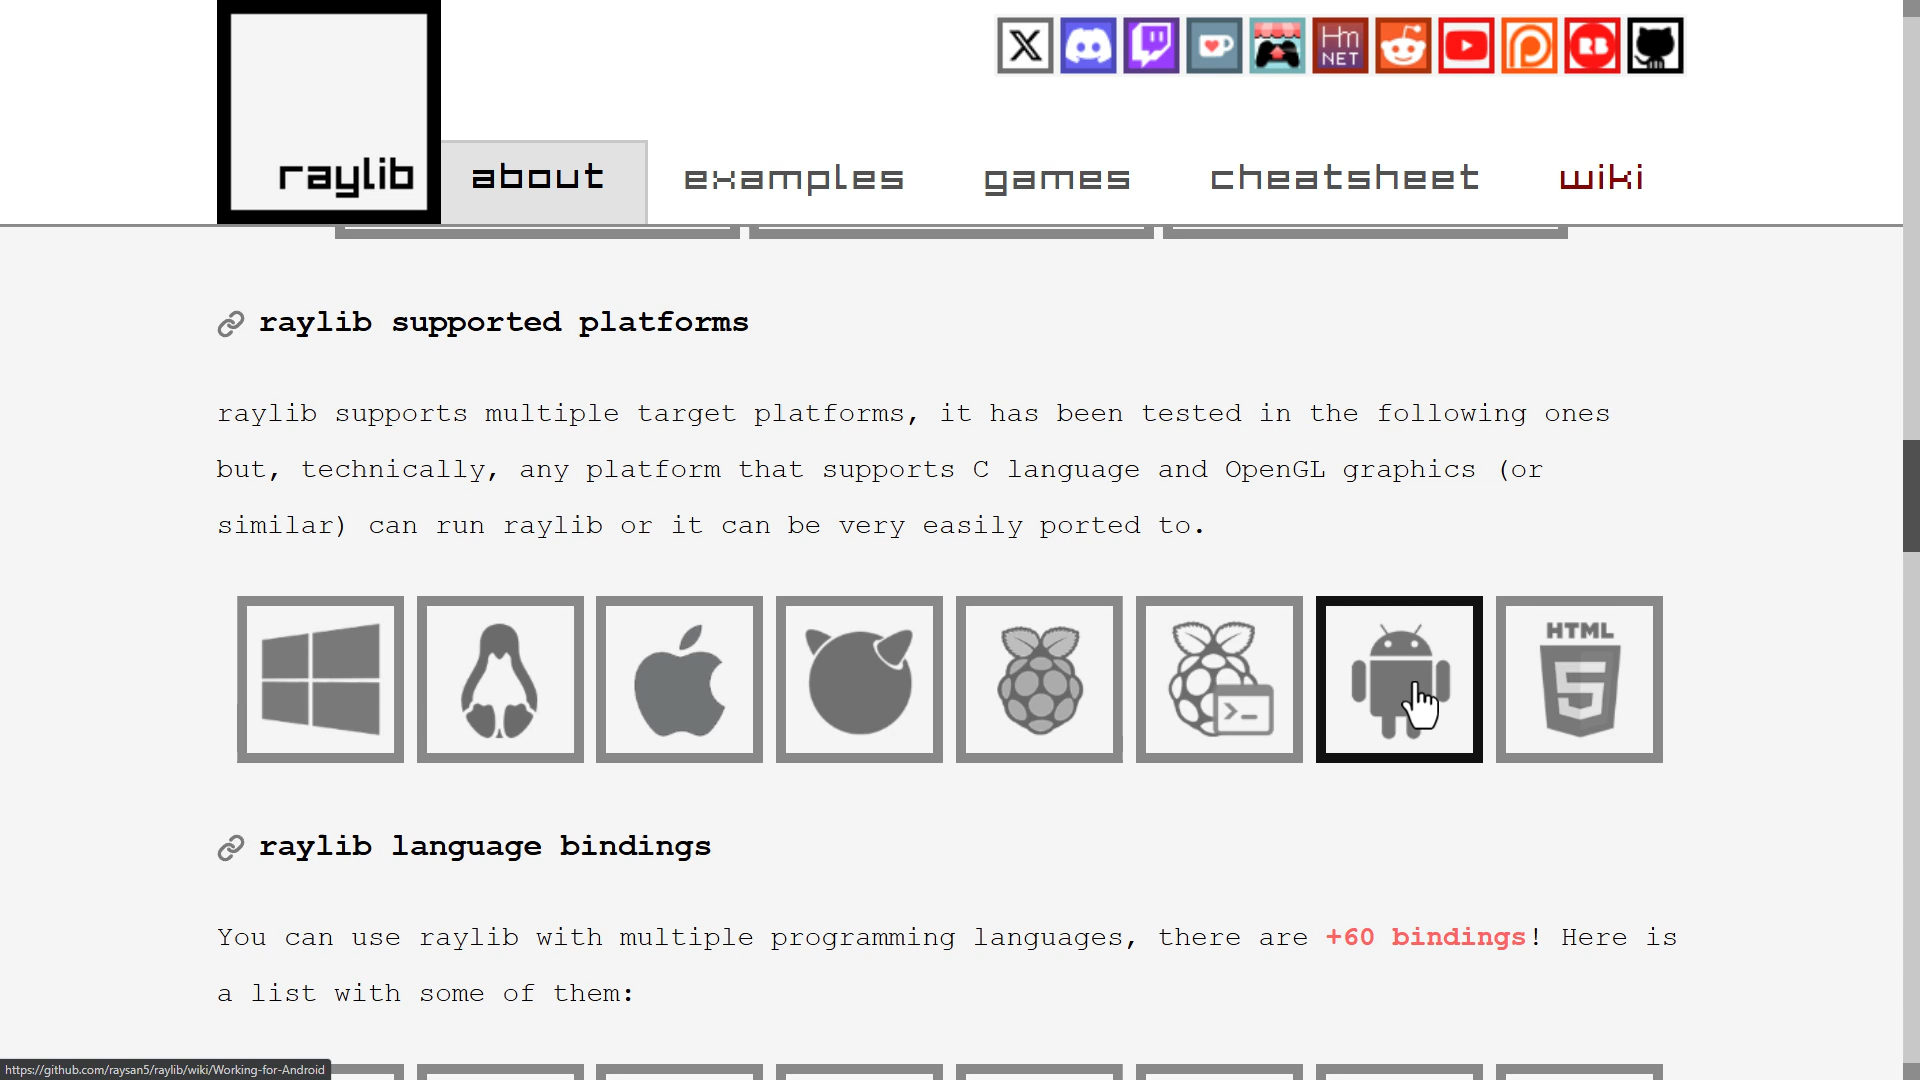 Hm
NET
raylib
about
examples
games
cheatsheet
wiki
raylib supported platforms
raylib supports multiple target platforms, it has been tested in the following ones
but, technically, any platform that supports C language and OpenGL graphics (or
similar) can run raylib or it can be very easily ported to.
HTML
5
>_
raylib language bindings
You can use raylib with multiple programming languages, there are +60 bindings! Here is
a list with some of them:
https://github.com/raysan5/raylib/wiki/Working-for-Android